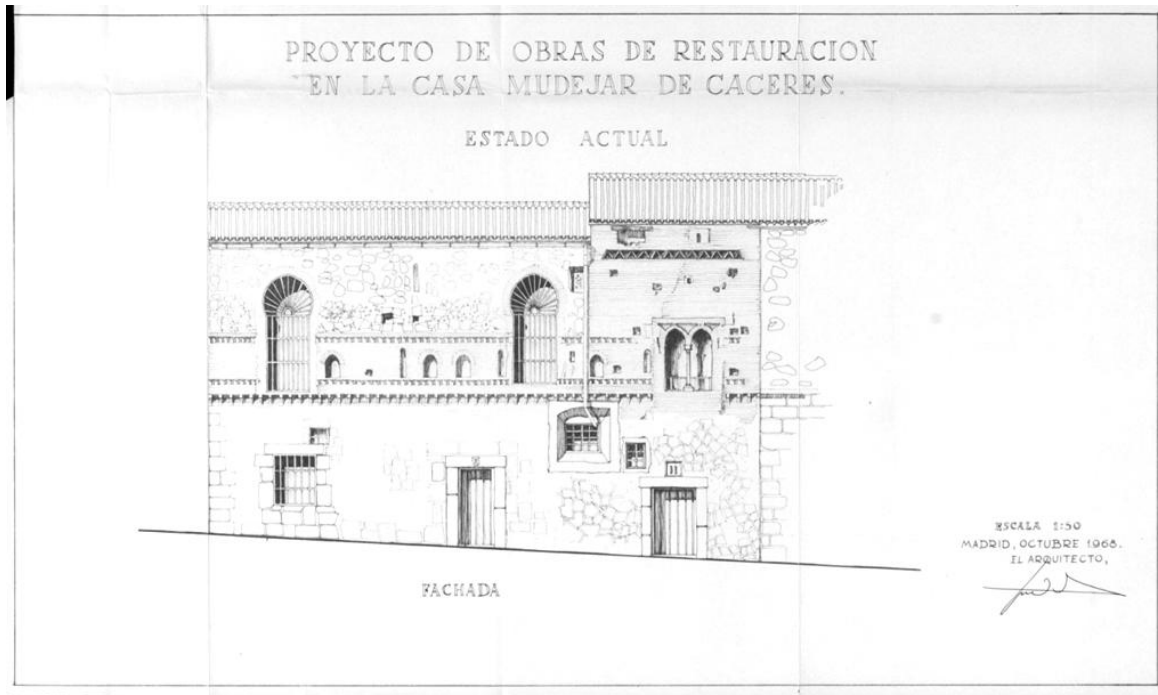 PROYECTO DE OBRAS DE RESTAURACION
EN LA CASA MUDEJAR DE CACERES.
ESTADO ACTUAL
11
FACHADA
ESCALA 1:50
MADRID, OCTUBRE 1968.
EL ARQUITECTO,